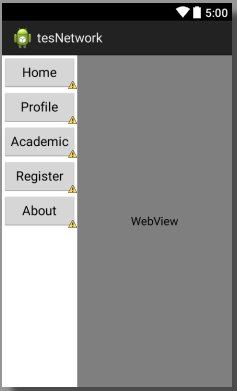 5:00
tesNetwork
Home
Profile
Academic
Register
About
WebView